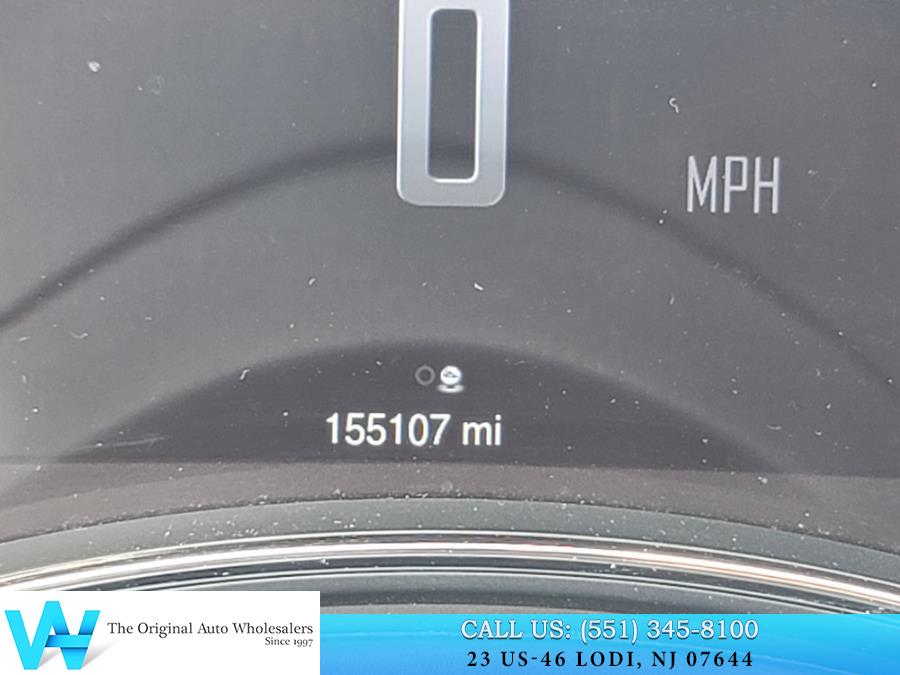 0
MPH
155107 mi
The Original Auto Wholesalers
Since 1997
CALL US: (551) 345-8100
23 US-46 LODI, NJ 07644